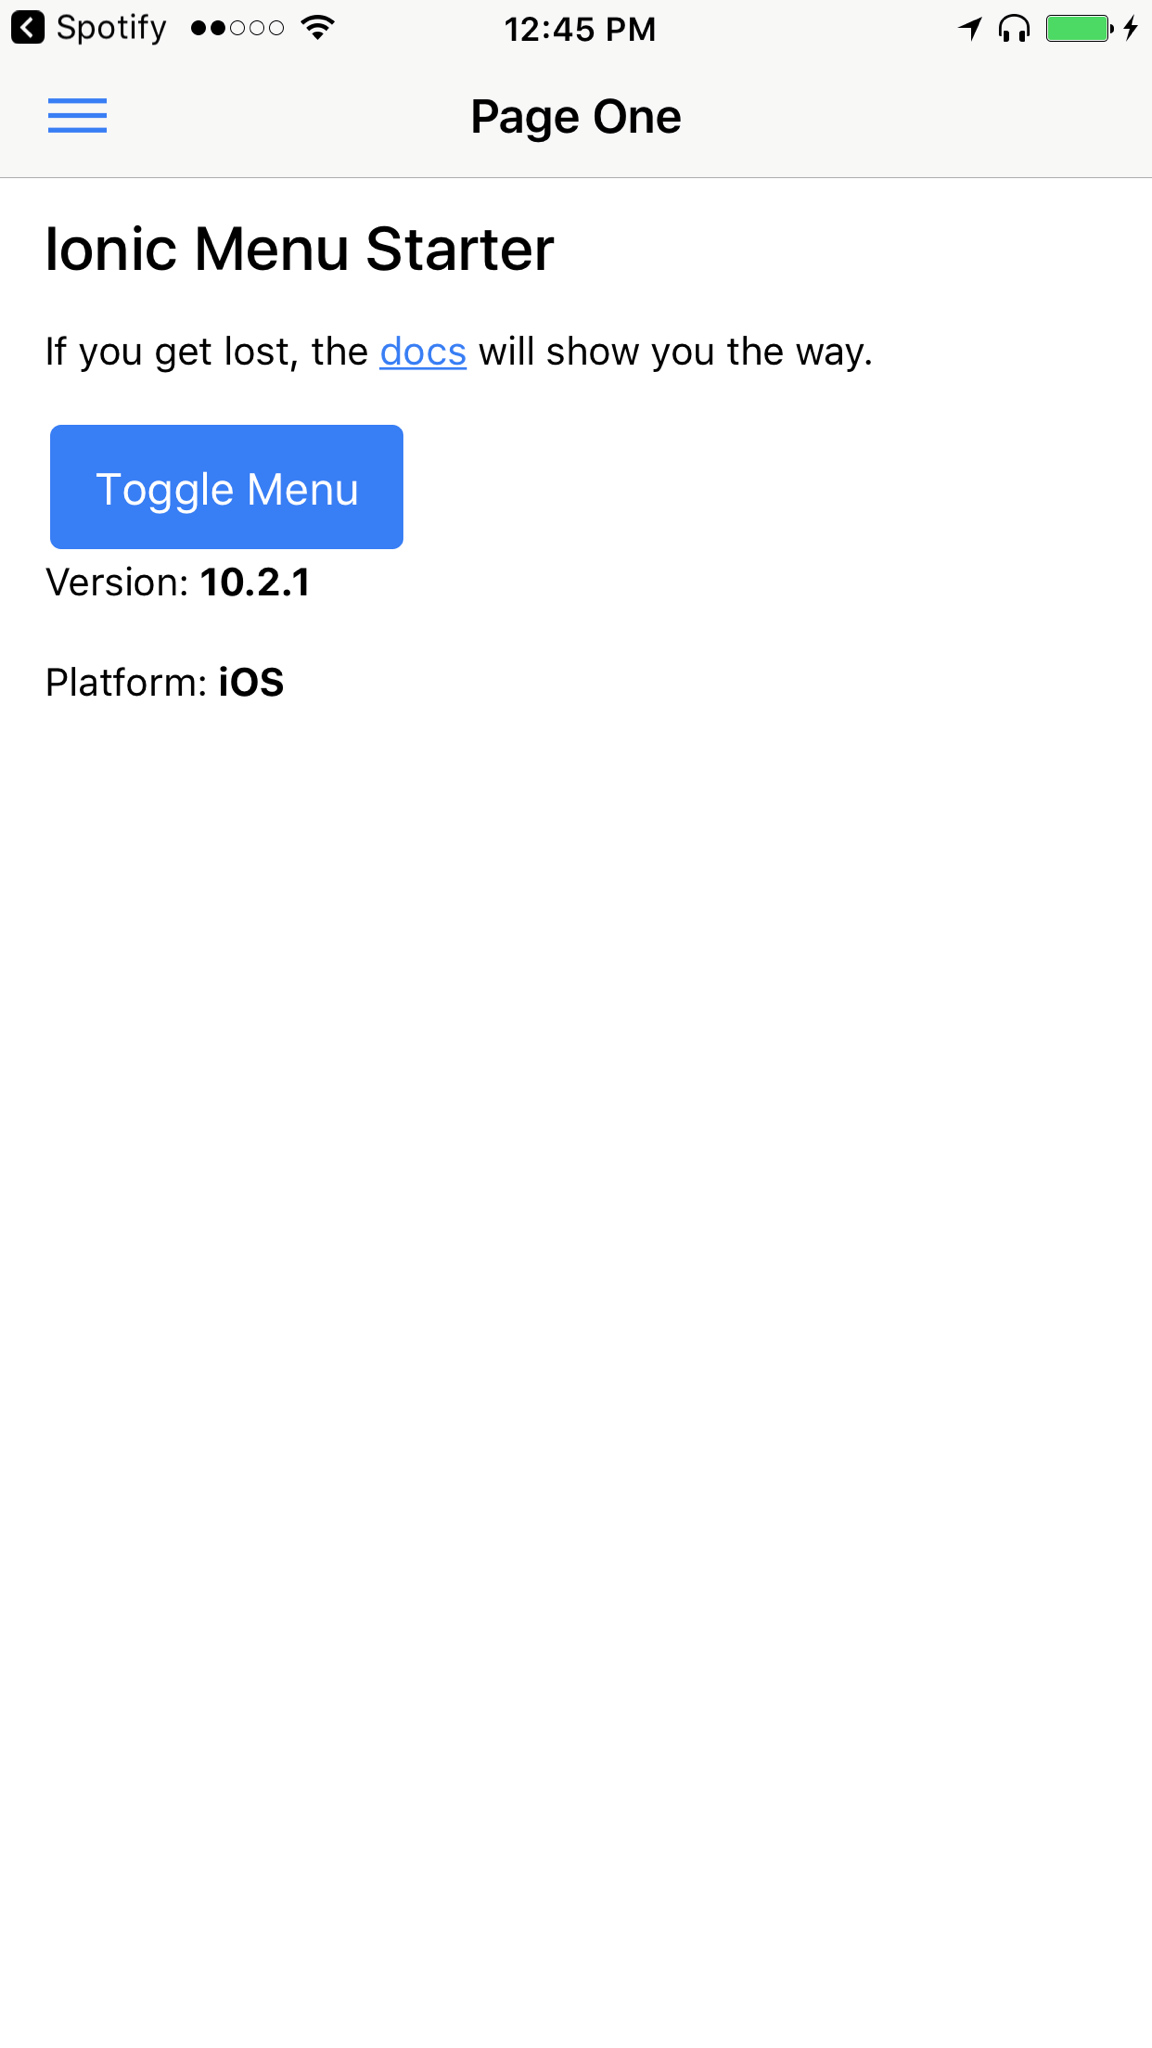 Spotify 12:45 PM
Page One
Ionic Menu Starter
If you get lost, the docs will show you the way.
Toggle Menu
Version: 10.2.1
Platform: iOS